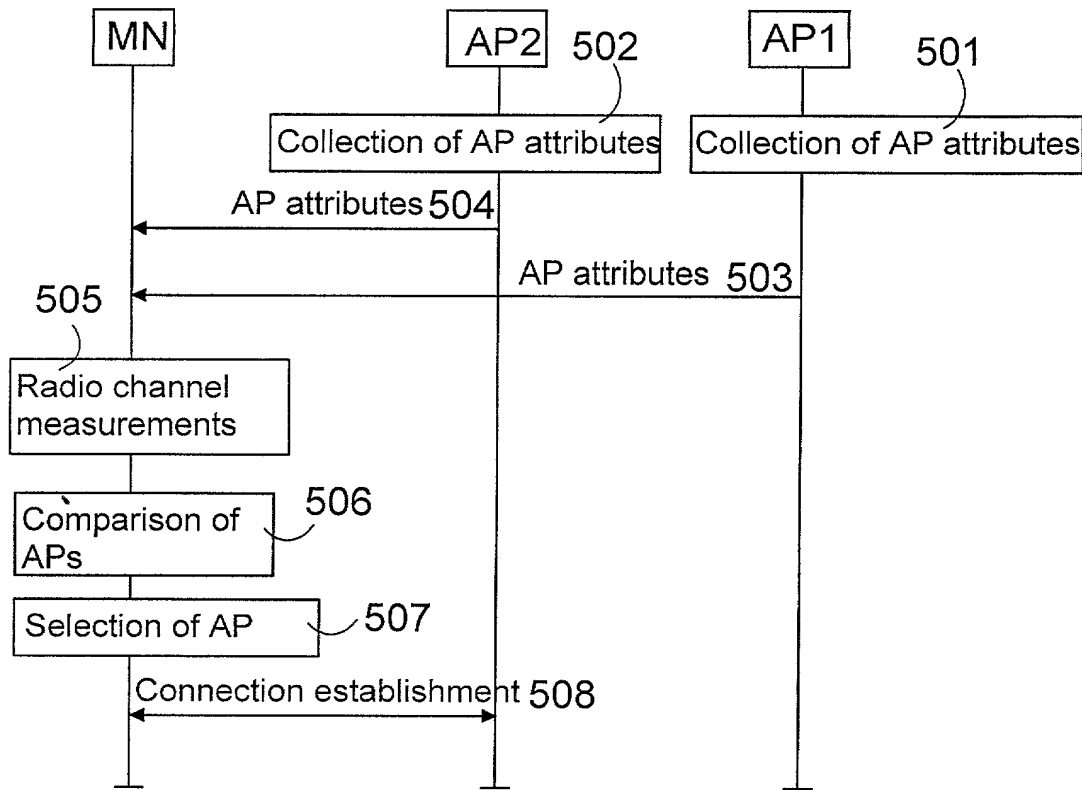 MN
AP2
AP1
502
501
Collection of AP attributes
Collection of AP attributes
AP attributes 504
AP attributes 503
505
Radio channel
measurements
Comparison of
APs
506
Selection of AP
507
Connection establishment 508